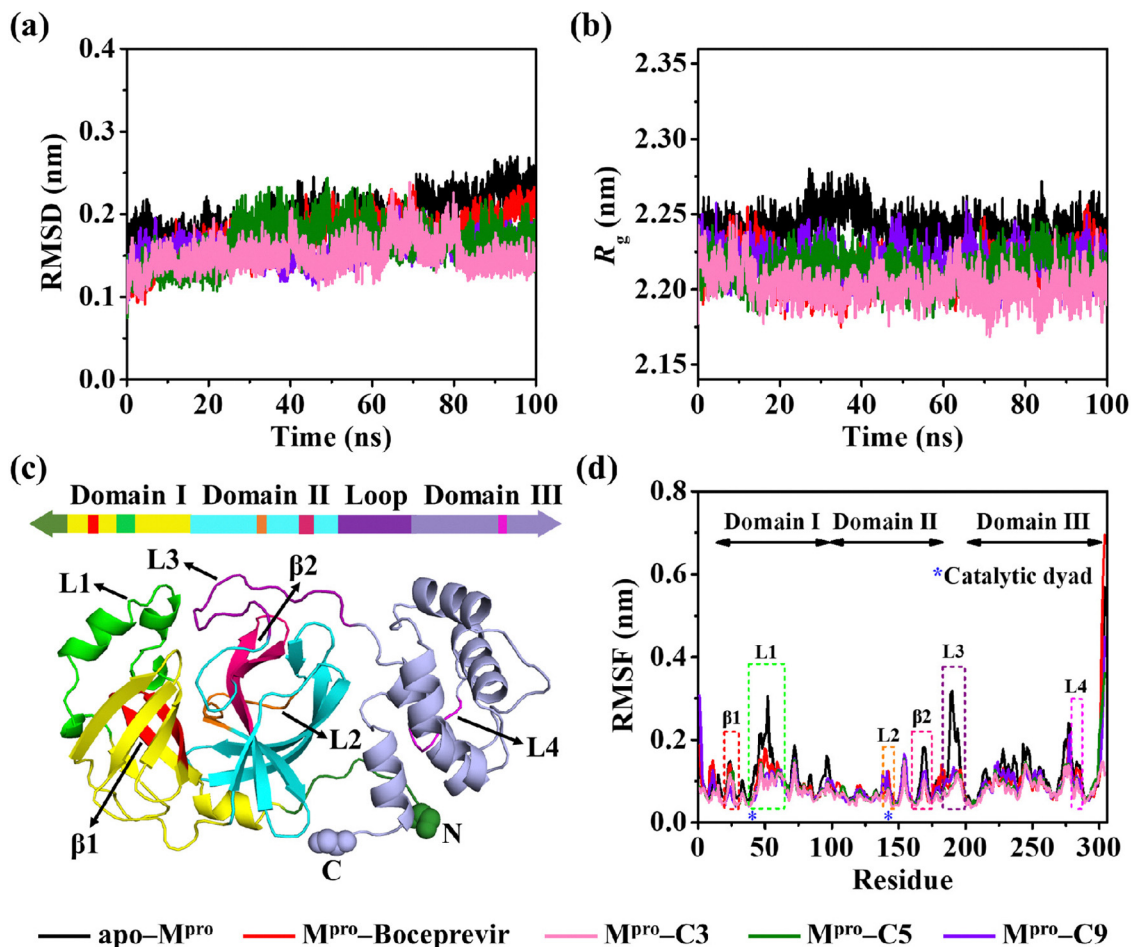 (a)
0.4
0.3
0.2
0.1
0.0
RMSD (nm)
0 20 40 60 80 100
Time (ns)
(b)
2.35
2.30
2.25
2.20
2.15
Rg (nm)
0 20 40 60 80 100
Time (ns)
(c)
Domain I Domain II Loop Domain III
L3
β2
L1
L2
L4
β1
N
C
(d)
0.8
0.6
0.4
0.2
0.0
RMSF (nm)
Domain I Domain II Domain III
*Catalytic dyad
L1
L3
β1
L2
β2
L4
* *
0 50 100 150 200 250 300
Residue
apo–Mpro Mpro–Boceprevir Mpro–C3 Mpro–C5 Mpro–C9